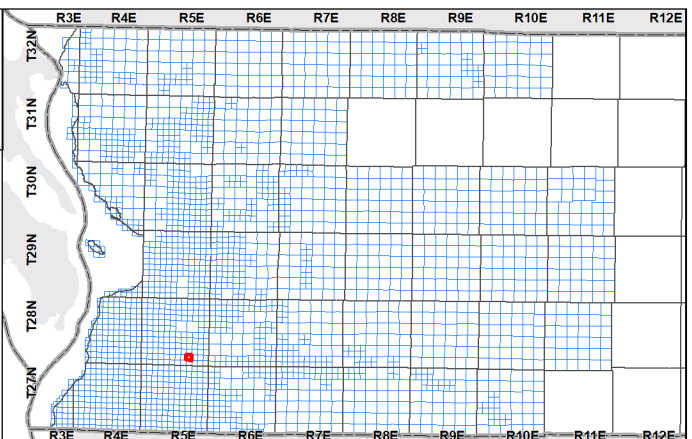 R3E R4E R5E R6E R7E R8E R9E R10E R11E R12E
T32N
T31N
T30N
T29N
T28N
T27N
R3E R4E R5E R6E R7E R8E R9E R10E R11E R12E